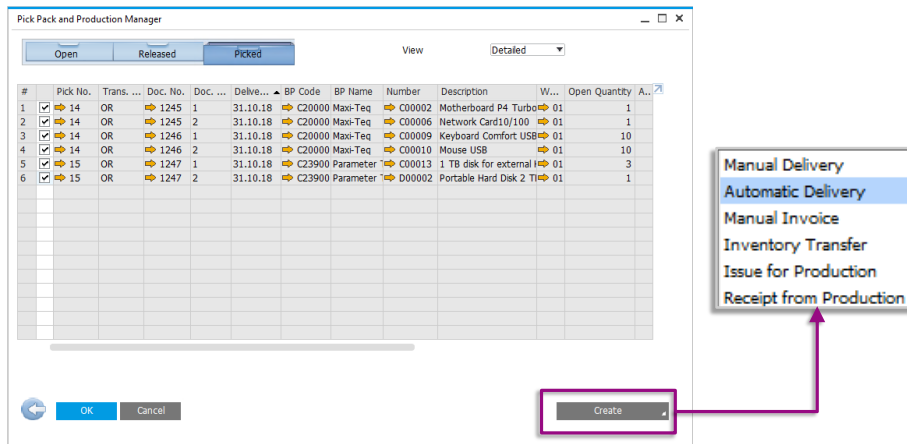 Pick Pack and Production Manager
Open Released Picked View Detailed
# Pick No. Trans. ... Doc. No. Doc. ... Delive... BP Code BP Name Number Description W... Open Quantity A..
1 14 OR 1245 1 31.10.18 C20000 Maxi-Teq C00002 Motherboard P4 Turbo 01 1
2 14 OR 1245 2 31.10.18 C20000 Maxi-Teq C00006 Network Card10/100 01 1
3 14 OR 1246 1 31.10.18 C20000 Maxi-Teq C00009 Keyboard Comfort USB 01 10
4 14 OR 1246 2 31.10.18 C20000 Maxi-Teq C00010 Mouse USB 01 10
5 15 OR 1247 1 31.10.18 C23900 Parameter C00013 1 TB disk for external 01 3
6 15 OR 1247 2 31.10.18 C23900 Parameter D00002 Portable Hard Disk 2 01 1
Manual Delivery
Automatic Delivery
Manual Invoice
Inventory Transfer
Issue for Production
Receipt from Production
OK Cancel Create